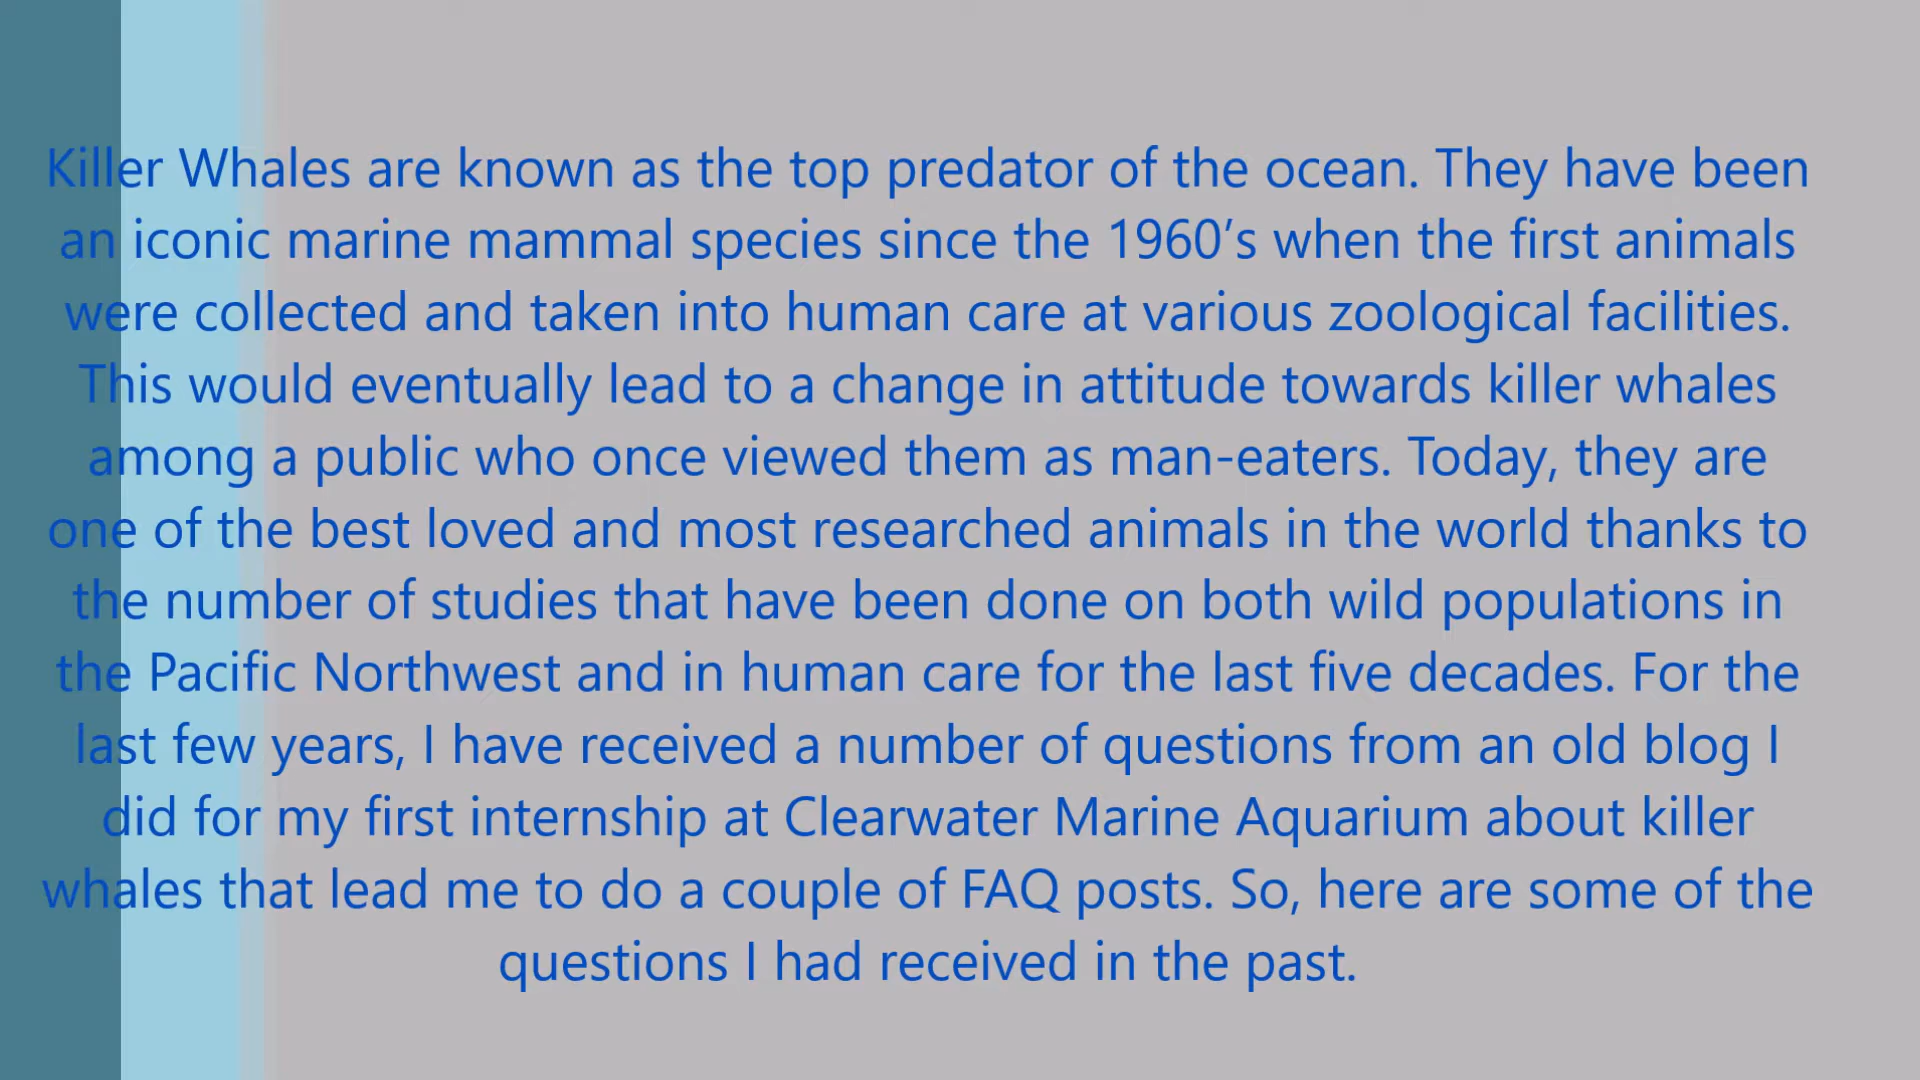 Killer Whales are known as the top predator of the ocean. They have been
an iconic marine mammal species since the 1960’s when the first animals
were collected and taken into human care at various zoological facilities.
This would eventually lead to a change in attitude towards killer whales
among a public who once viewed them as man-eaters. Today, they are
one of the best loved and most researched animals in the world thanks to
the number of studies that have been done on both wild populations in
the Pacific Northwest and in human care for the last five decades. For the
last few years, I have received a number of questions from an old blog I
did for my first internship at Clearwater Marine Aquarium about killer
whales that lead me to do a couple of FAQ posts. So, here are some of the
questions I had received in the past.